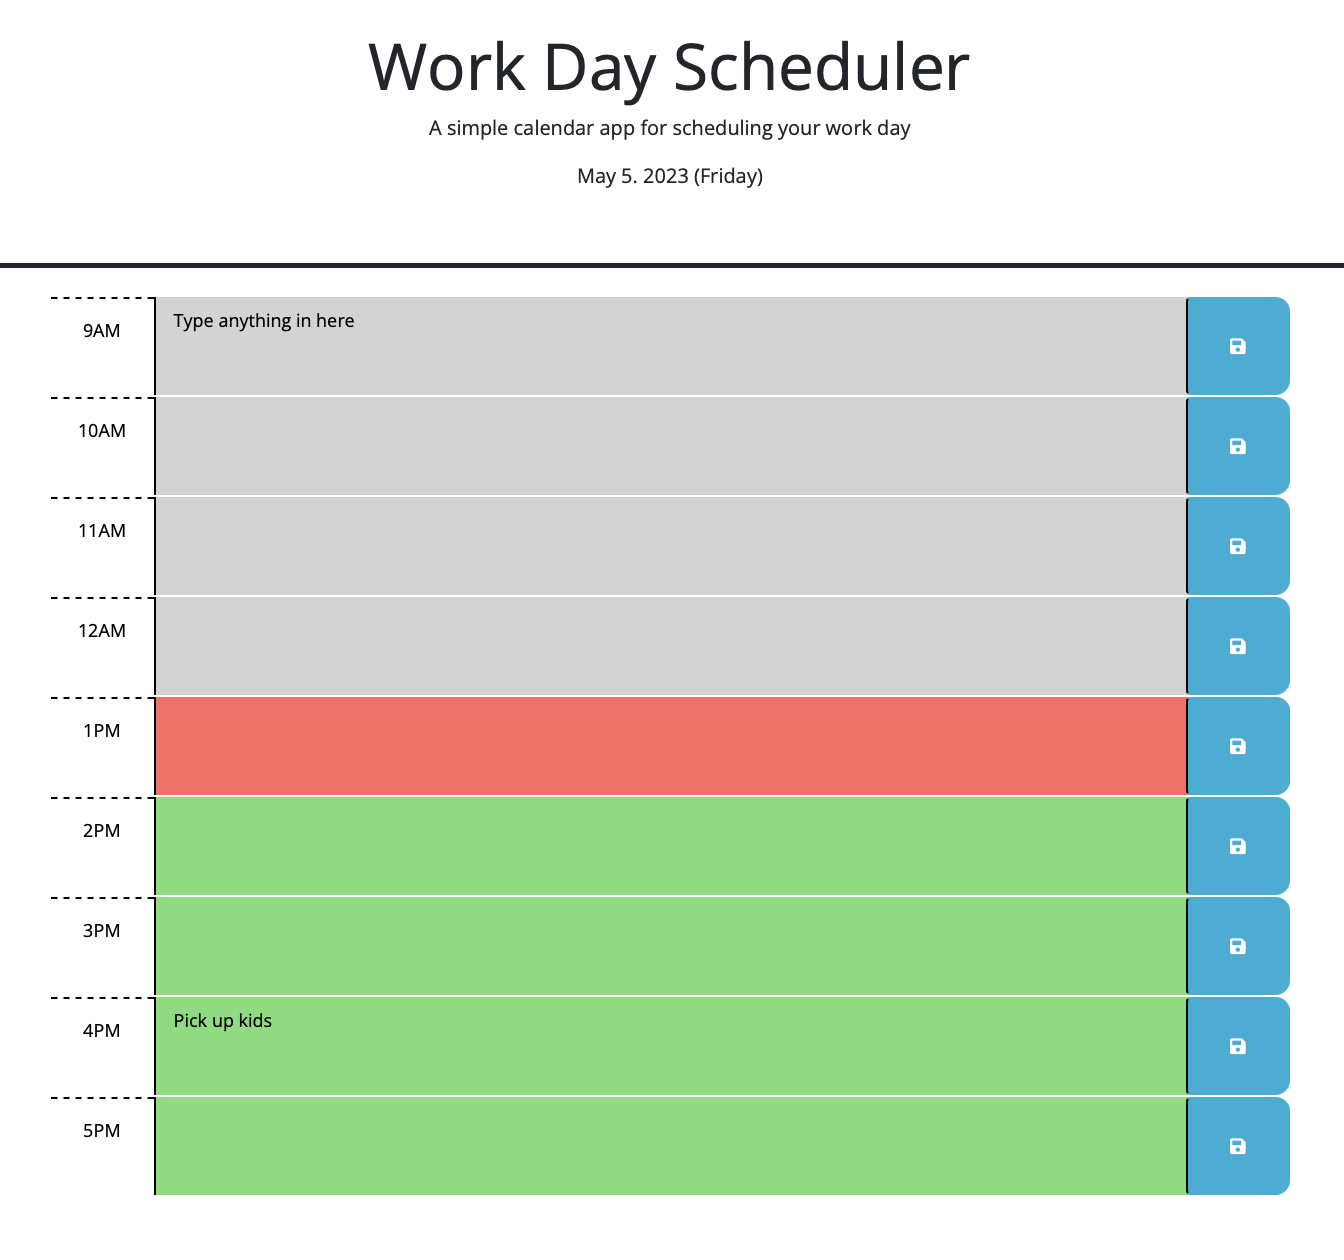 Work Day Scheduler
A simple calendar app for scheduling your work day
May 5. 2023 (Friday)
9AM
Type anything in here
10AM
11AM
12AM
1PM
2PM
3PM
4PM
Pick up kids
5PM